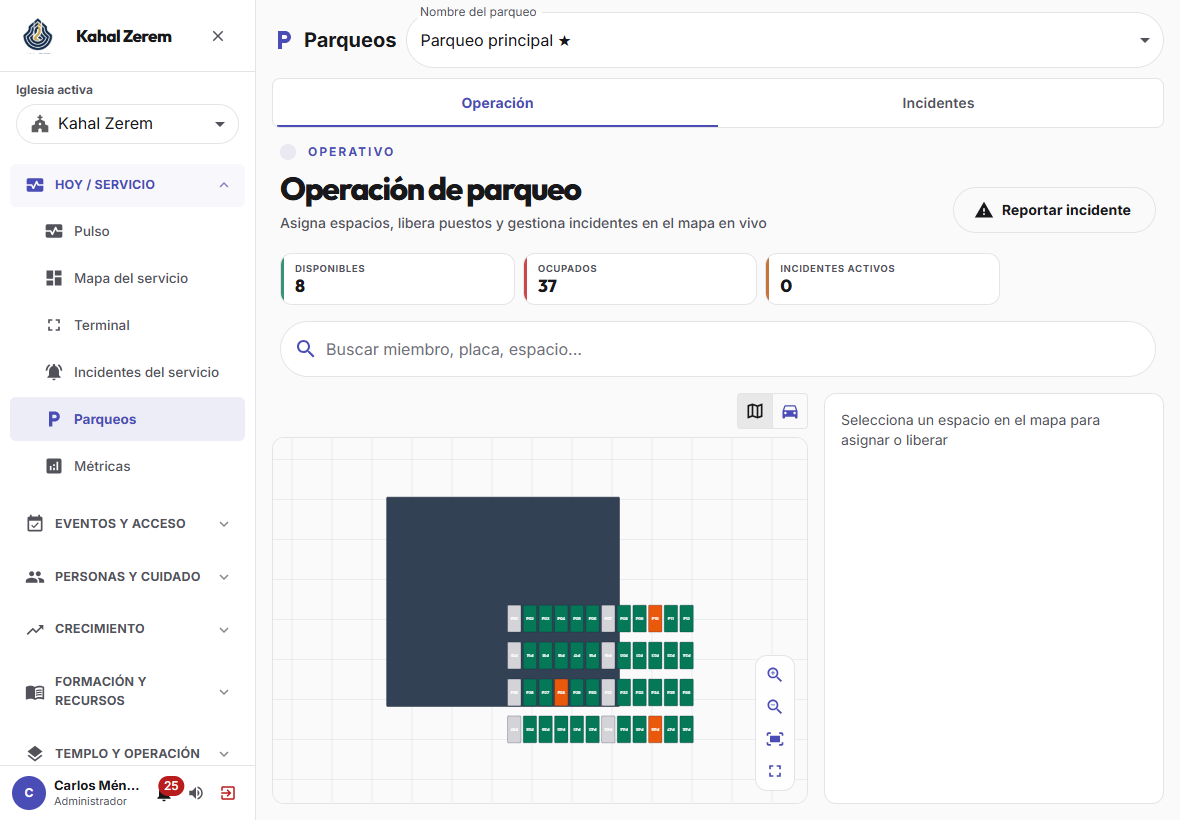 Kahal Zerem
Iglesia activa
Kahal Zerem
HOY / SERVICIO
Pulso
Mapa del servicio
Terminal
Incidentes del servicio
Parqueos
Métricas
EVENTOS Y ACCESO
PERSONAS Y CUIDADO
CRECIMIENTO
FORMACIÓN Y
RECURSOS
TEMPLO Y OPERACIÓN
C
Carlos Mén...
Administrador
25
Parqueos
Nombre del parqueo
Parqueo principal ★
Operación
Incidentes
OPERATIVO
Operación de parqueo
Asigna espacios, libera puestos y gestiona incidentes en el mapa en vivo
Reportar incidente
DISPONIBLES
8
OCUPADOS
37
INCIDENTES ACTIVOS
0
Buscar miembro, placa, espacio...
Selecciona un espacio en el mapa para
asignar o liberar